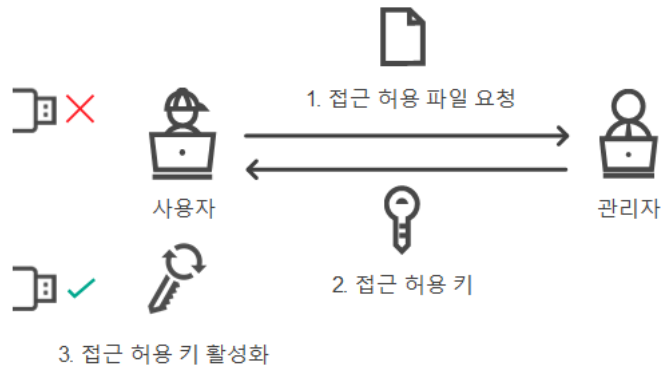 1. 접근 허용 파일 요청
사용자
관리자
2. 접근 허용 키
3. 접근 허용 키 활성화